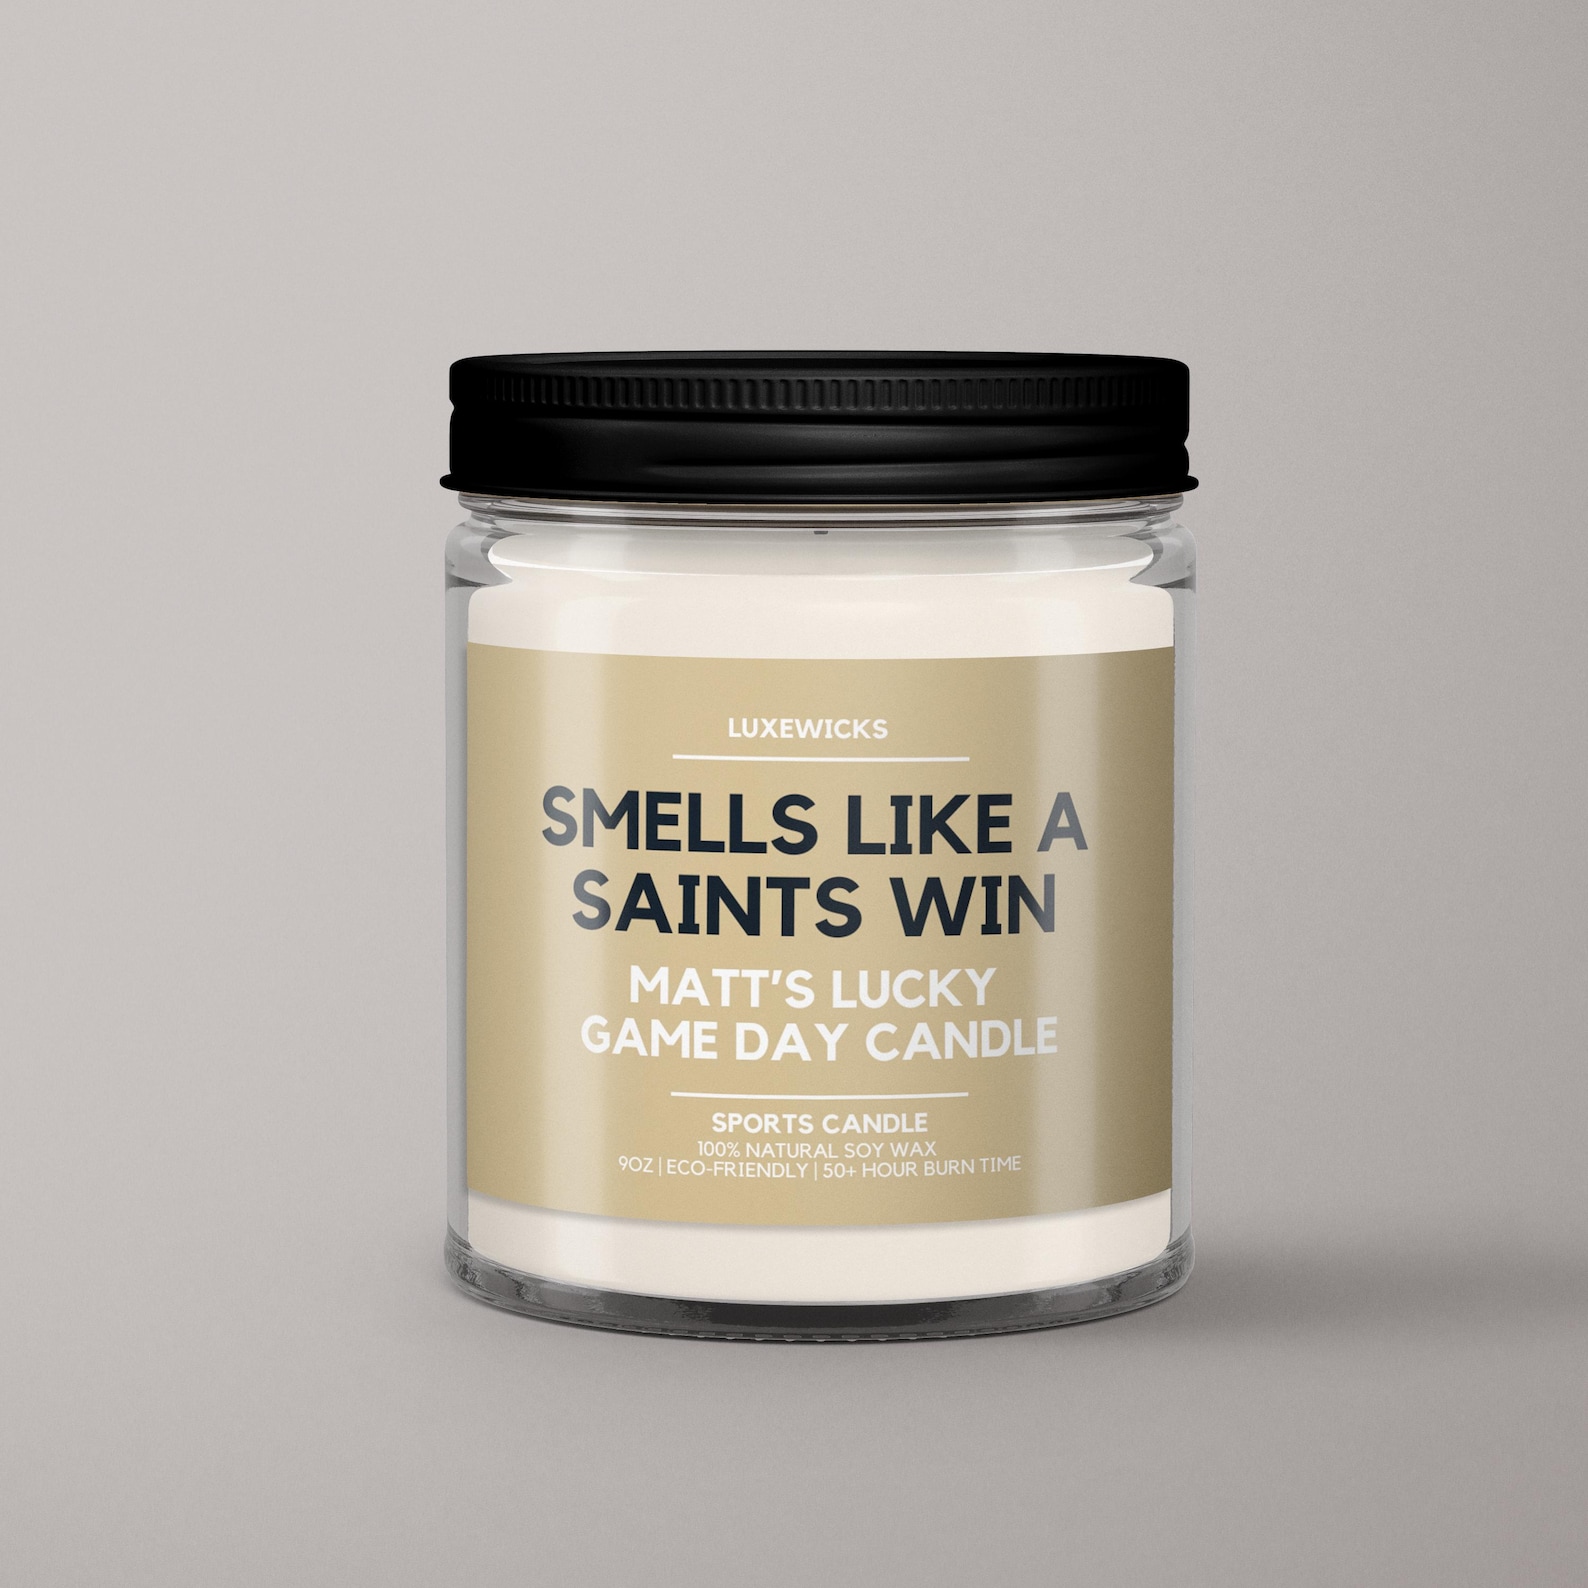 LUXEWICKS
SMELLS LIKE A
SAINTS WIN
MATT'S LUCKY
GAME DAY CANDLE
SPORTS CANDLE
100% NATURAL SOY WAX
9OZ | ECO-FRIENDLY | 50+ HOUR BURN TIME